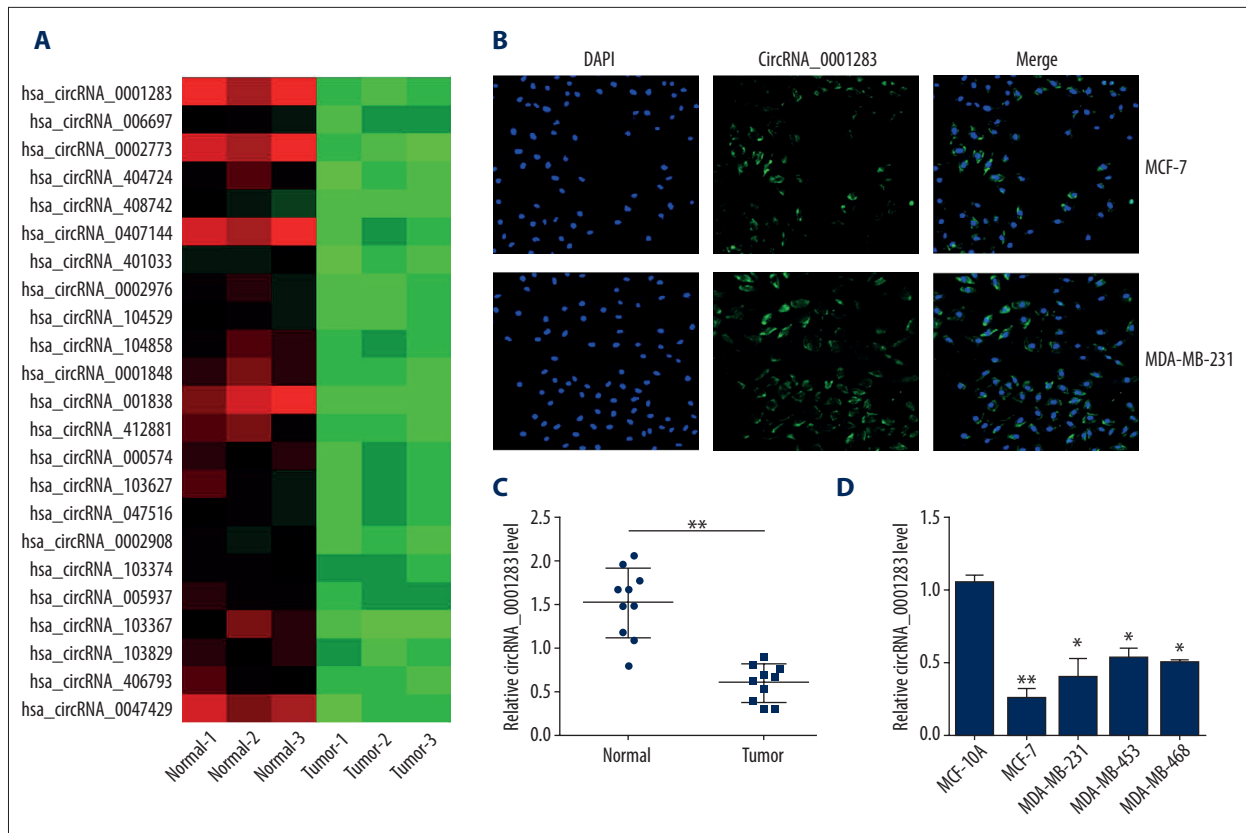 A
hsa_circRNA_0001283
hsa_circRNA_006697
hsa_circRNA_0002773
hsa_circRNA_404724
hsa_circRNA_408742
hsa_circRNA_0407144
hsa_circRNA_401033
hsa_circRNA_0002976
hsa_circRNA_104529
hsa_circRNA_104858
hsa_circRNA_0001848
hsa_circRNA_001838
hsa_circRNA_412881
hsa_circRNA_000574
hsa_circRNA_103627
hsa_circRNA_047516
hsa_circRNA_0002908
hsa_circRNA_103374
hsa_circRNA_005937
hsa_circRNA_103367
hsa_circRNA_103829
hsa_circRNA_406793
hsa_circRNA_0047429
Normal-1
Normal-2
Normal-3
Tumor-1
Tumor-2
Tumor-3
B
DAPI
CircRNA_0001283
Merge
MCF-7
MDA-MB-231
C
Relative circRNA_0001283 level
2.5
2.0
1.5
1.0
0.5
0.0
**
Normal
Tumor
D
Relative circRNA_0001283 level
1.5
1.0
0.5
0.0
**
*
*
*
MCF-10A
MCF-7
MDA-MB-231
MDA-MB-453
MDA-MB-468